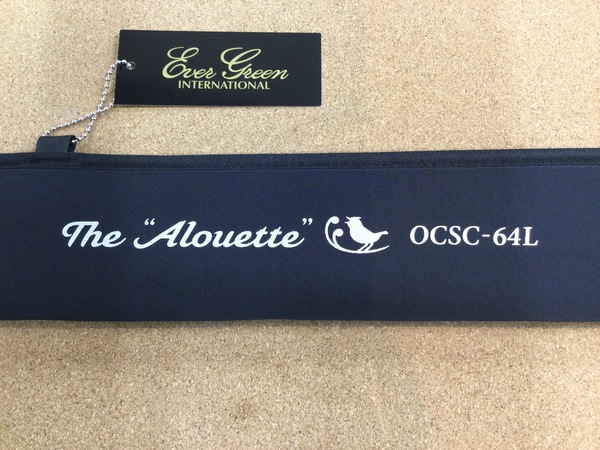 Ever Green
INTERNATIONAL
The “Alouette” OCSC-64L